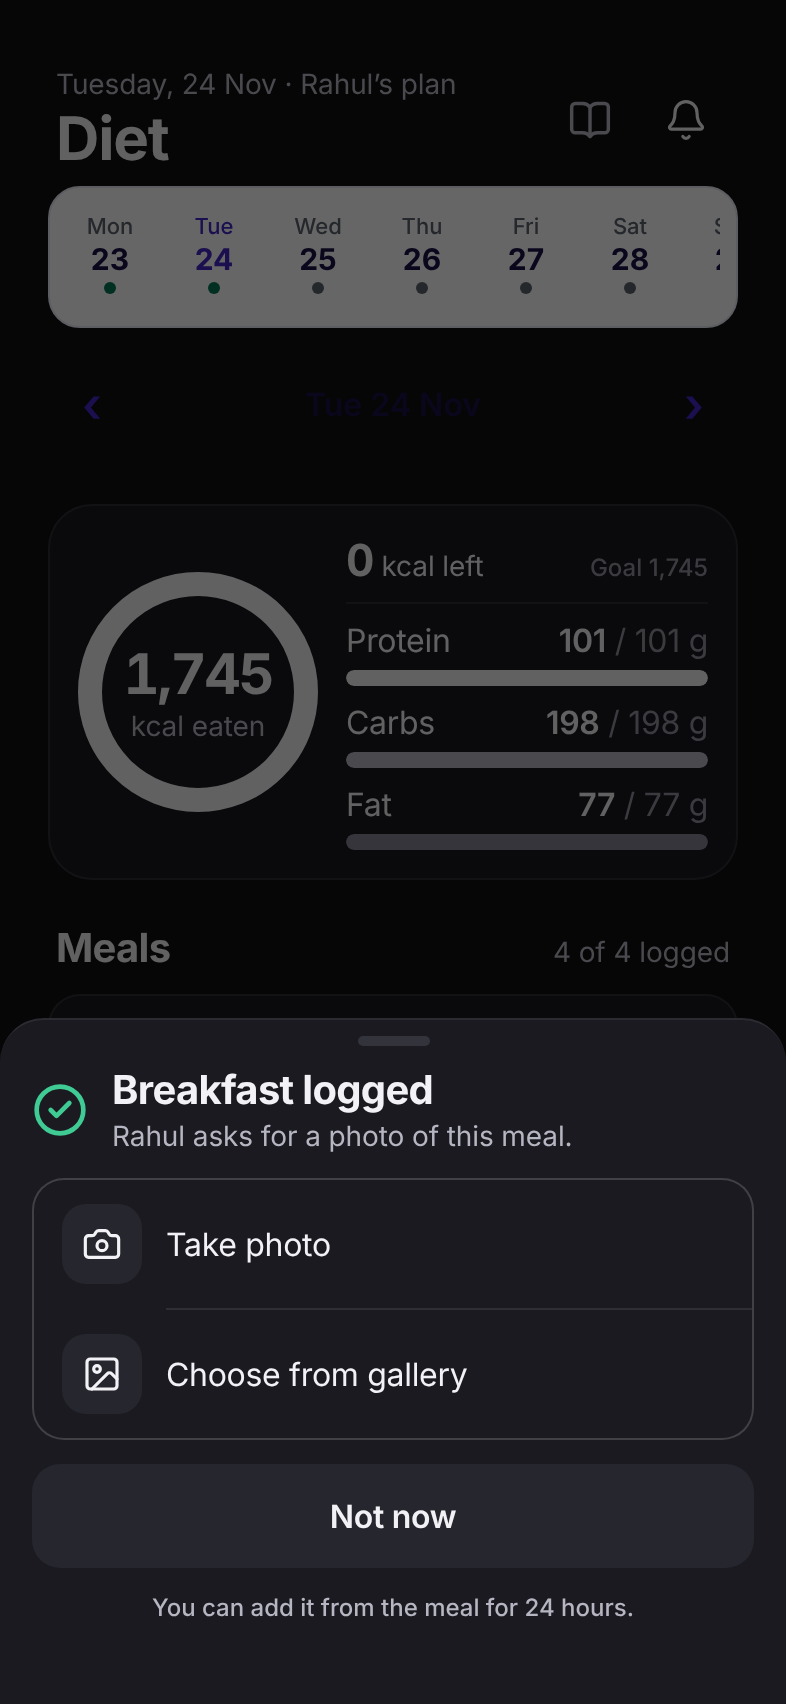 Tuesday, 24 Nov · Rahul’s plan
Diet
Mon Tue Wed Thu Fri Sat
23 24 25 26 27 28
Tue 24 Nov
0 kcal left Goal 1,745
1,745
kcal eaten
Protein 101 / 101 g
Carbs 198 / 198 g
Fat 77 / 77 g
Meals 4 of 4 logged
Breakfast logged
Rahul asks for a photo of this meal.
Take photo
Choose from gallery
Not now
You can add it from the meal for 24 hours.